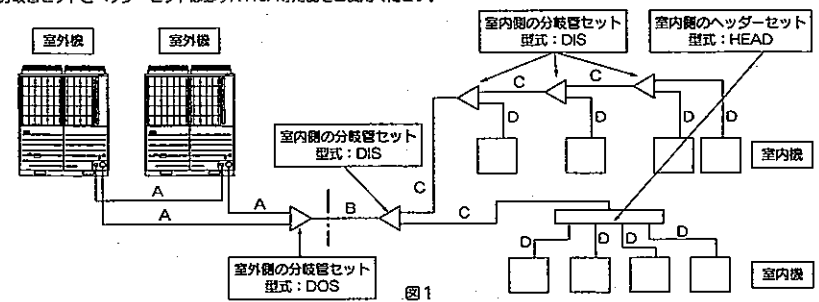 室外機
室外機
室内側の分岐管セット
型式：DIS
室内側のヘッダーセット
型式：HEAD
C
C
D
D
D
D
室内機
室内側の分岐管セット
型式：DIS
C
A
A
A
B
C
D
D
D
D
室外側の分岐管セット
型式：DOS
図1
室内機